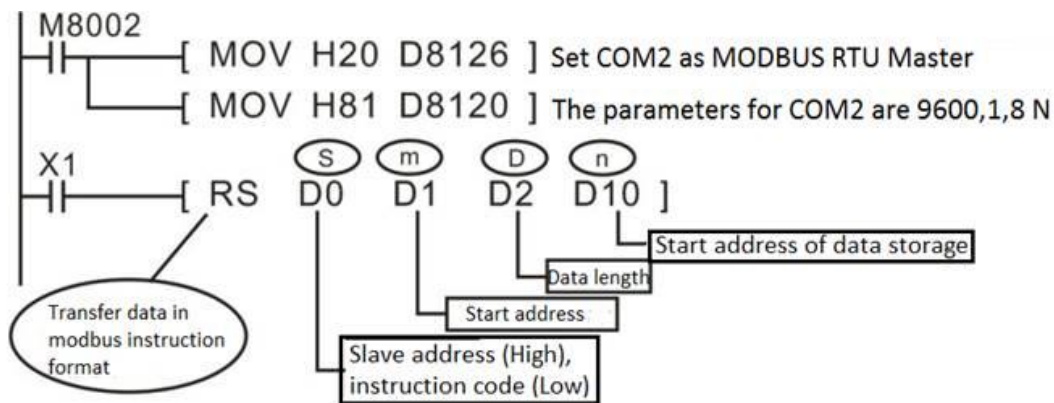 M8002
[ MOV H20 D8126 ] Set COM2 as MODBUS RTU Master
[ MOV H81 D8120 ] The parameters for COM2 are 9600,1,8 N
S m D n
X1
[ RS D0 D1 D2 D10 ]
Start address of data storage
Data length
Start address
Transfer data in
modbus instruction
format
Slave address (High),
instruction code (Low)